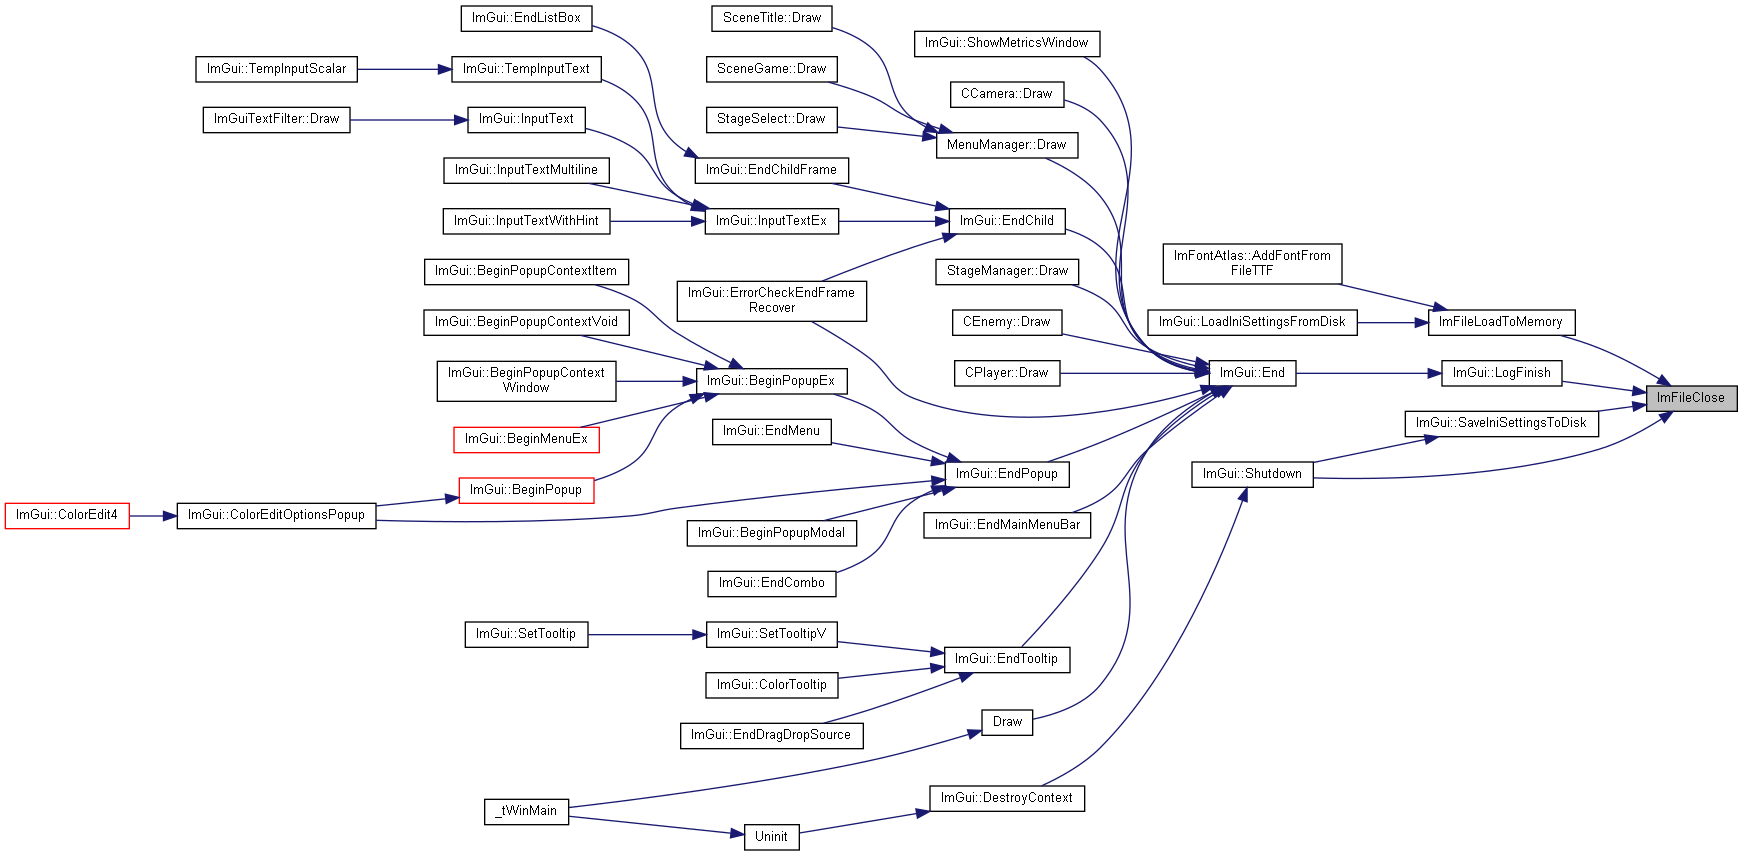 ImGui::EndListBox
SceneTitle::Draw
ImGui::ShowMetricsWindow
ImGui::TempInputScalar
ImGui::TempInputText
SceneGame::Draw
CCamera::Draw
ImGuiTextFilter::Draw
ImGui::InputText
StageSelect::Draw
MenuManager::Draw
ImGui::InputTextMultiline
ImGui::EndChildFrame
ImGui::InputTextWithHint
ImGui::InputTextEx
ImGui::EndChild
ImFontAtlas::AddFontFrom
FileTTF
ImGui::BeginPopupContextItem
StageManager::Draw
ImGui::ErrorCheckEndFrame
Recover
ImGui::BeginPopupContextVoid
CEnemy::Draw
ImGui::LoadIniSettingsFromDisk
ImFileLoadToMemory
ImGui::BeginPopupContext
Window
ImGui::BeginPopupEx
CPlayer::Draw
ImGui::End
ImGui::LogFinish
ImFileClose
ImGui::BeginMenuEx
ImGui::EndMenu
ImGui::SaveIniSettingsToDisk
ImGui::EndPopup
ImGui::Shutdown
ImGui::BeginPopup
ImGui::ColorEdit4
ImGui::ColorEditOptionsPopup
ImGui::BeginPopupModal
ImGui::EndMainMenuBar
ImGui::EndCombo
ImGui::SetTooltip
ImGui::SetTooltipV
ImGui::EndTooltip
ImGui::ColorTooltip
Draw
ImGui::EndDragDropSource
ImGui::DestroyContext
_tWinMain
Uninit